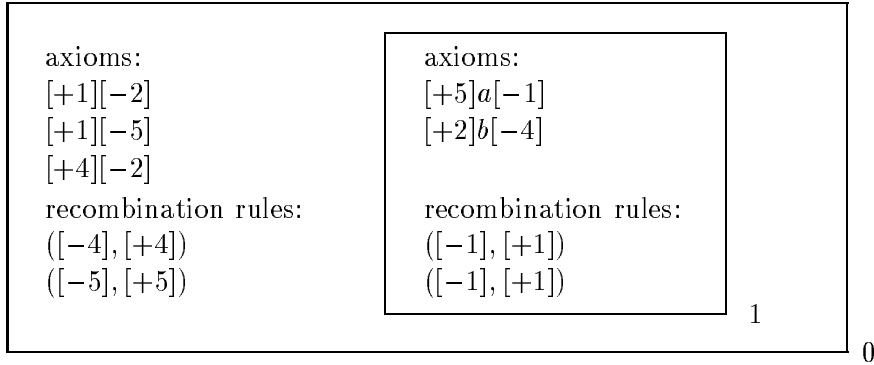 axioms:
[+1][−2]
[+1][−5]
[+4][−2]
recombination rules:
([−4],[+4])
([−5],[+5])
axioms:
[+5]a[−1]
[+2]b[−4]
recombination rules:
([−1],[+1])
([−1],[+1])
1
0